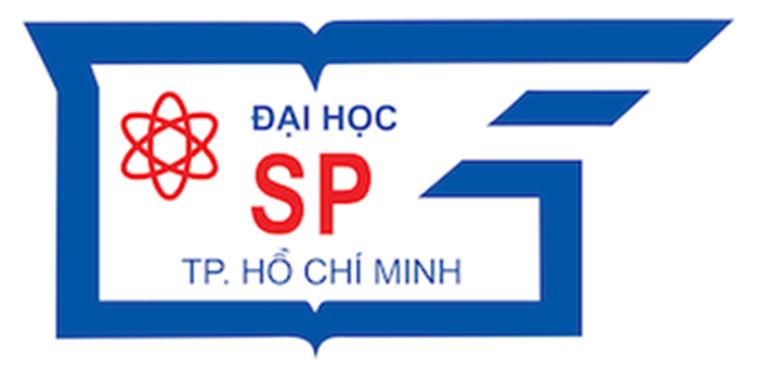 ĐẠI HỌC
SP
TP. HỒ CHÍ MINH